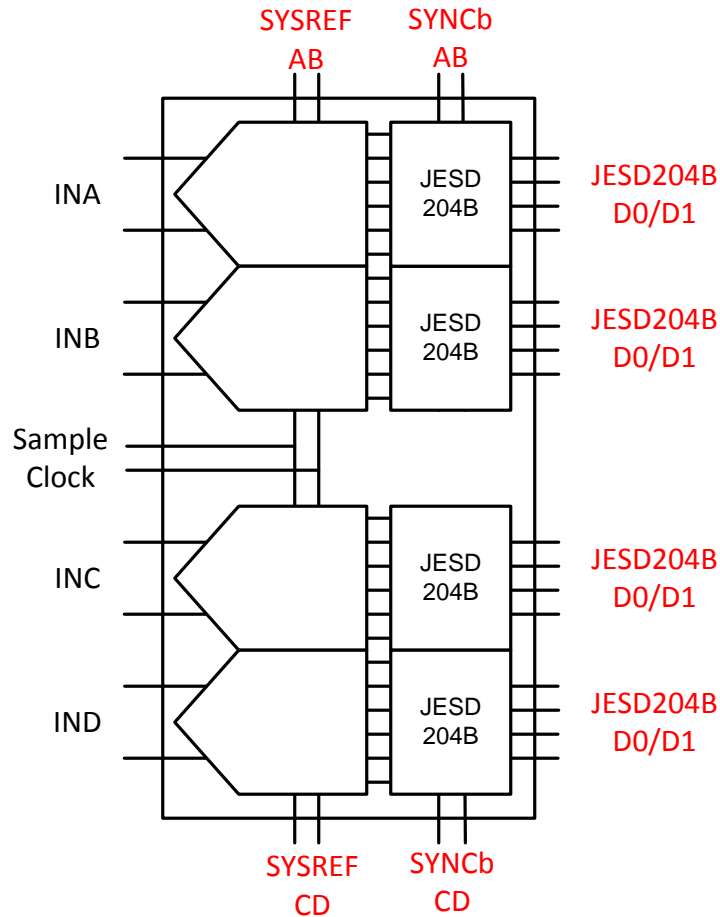 SYSREF
AB
SYNCb
AB
INA
JESD
204B
JESD204B
D0/D1
INB
JESD
204B
JESD204B
D0/D1
Sample
Clock
INC
JESD
204B
JESD204B
D0/D1
IND
JESD
204B
JESD204B
D0/D1
SYSREF
CD
SYNCb
CD